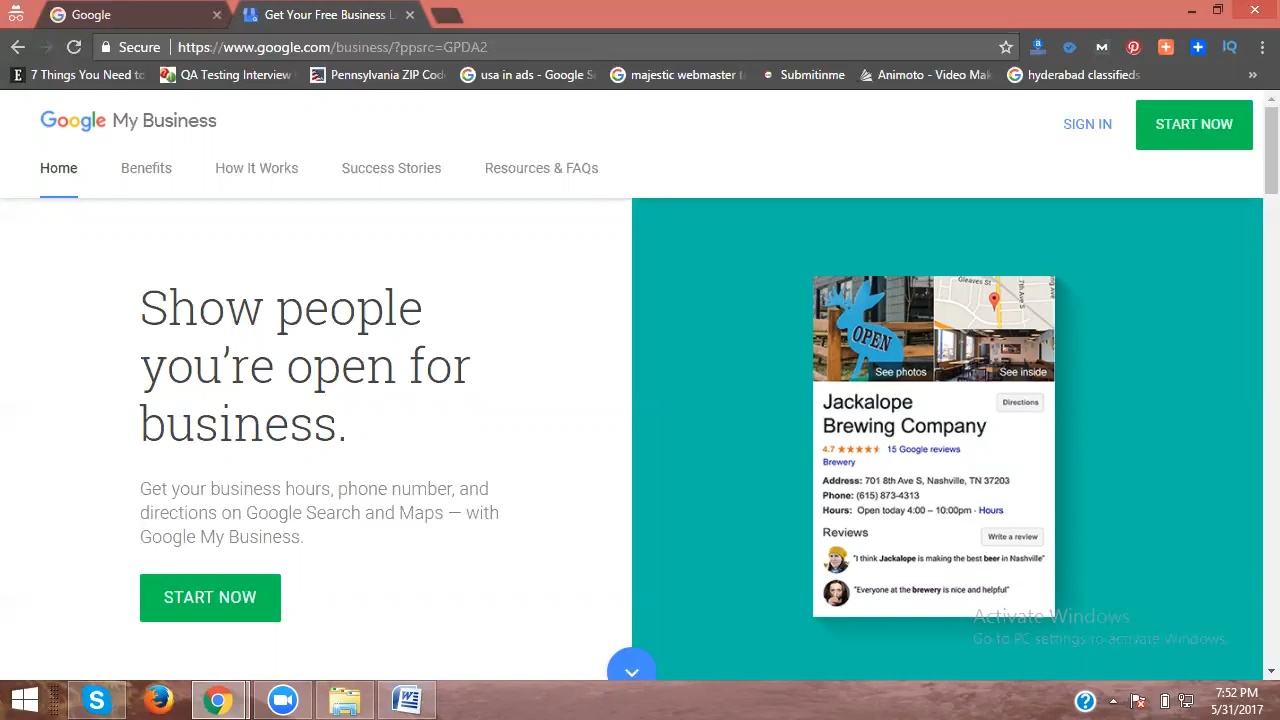 Google
Get Your Free Business L
Secure
https://www.google.com/business/?ppsrc=GPDA2
7 Things You Need to
QA Testing Interview
Pennsylvania ZIP Cod
usa in ads - Google S
majestic webmaster
Submitinme
Animoto - Video Mak
hyderabad classifieds
Google My Business
SIGN IN
START NOW
Home
Benefits
How It Works
Success Stories
Resources & FAQs
Show people
you're open for
business.
Get your business hours, phone number, and
directions on Google Search and Maps — with
Google My Business.
START NOW
Gleaves St
7th Ave S
OPEN
See photos
See inside
Jackalope
Brewing Company
Directions
4.7
15 Google reviews
Brewery
Address: 701 8th Ave S, Nashville, TN 37203
Phone: (615) 873-4313
Hours: Open today 4:00 – 10:00pm · Hours
Reviews
Write a review
"I think Jackalope is making the best beer in Nashville"
"Everyone at the brewery is nice and helpful"
Activate Windows
Go to PC settings to activate Windows.
7:52 PM
5/31/2017